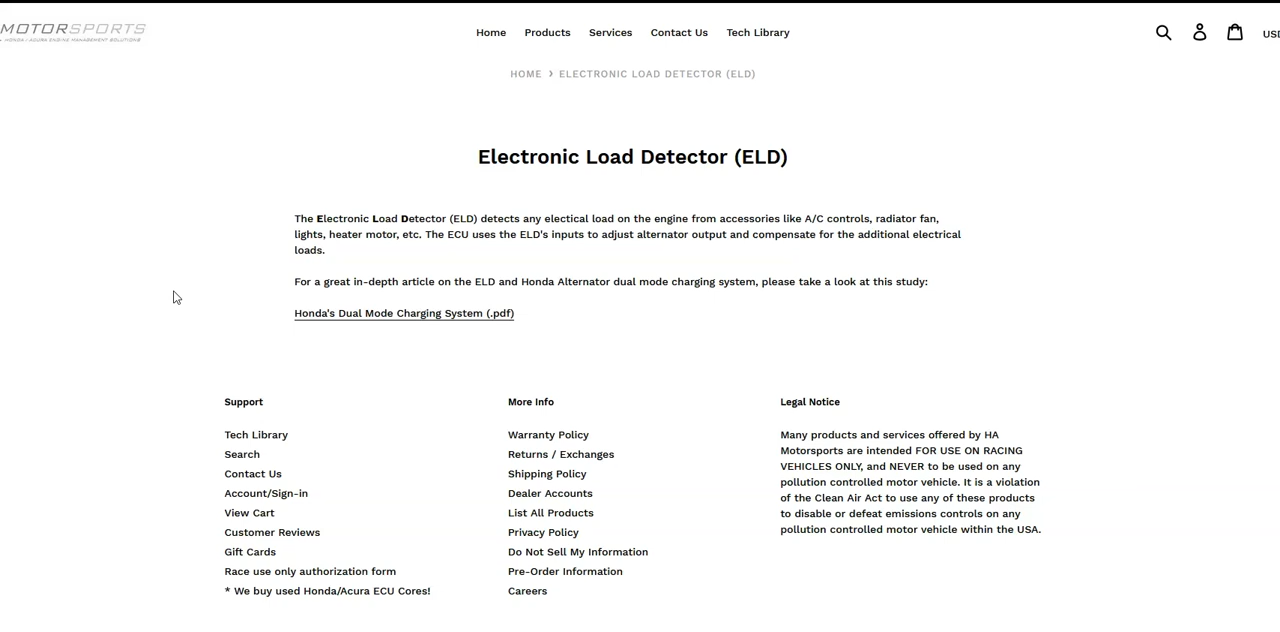 MOTORSPORTS
HONDA / ACURA ENGINE MANAGEMENT SOLUTIONS
Home Products Services Contact Us Tech Library
USD
HOME › ELECTRONIC LOAD DETECTOR (ELD)
Electronic Load Detector (ELD)
The Electronic Load Detector (ELD) detects any electical load on the engine from accessories like A/C controls, radiator fan,
lights, heater motor, etc. The ECU uses the ELD's inputs to adjust alternator output and compensate for the additional electrical
loads.
For a great in-depth article on the ELD and Honda Alternator dual mode charging system, please take a look at this study:
Honda's Dual Mode Charging System (.pdf)
Support
Tech Library
Search
Contact Us
Account/Sign-in
View Cart
Customer Reviews
Gift Cards
Race use only authorization form
* We buy used Honda/Acura ECU Cores!
More Info
Warranty Policy
Returns / Exchanges
Shipping Policy
Dealer Accounts
List All Products
Privacy Policy
Do Not Sell My Information
Pre-Order Information
Careers
Legal Notice
Many products and services offered by HA
Motorsports are intended FOR USE ON RACING
VEHICLES ONLY, and NEVER to be used on any
pollution controlled motor vehicle. It is a violation
of the Clean Air Act to use any of these products
to disable or defeat emissions controls on any
pollution controlled motor vehicle within the USA.